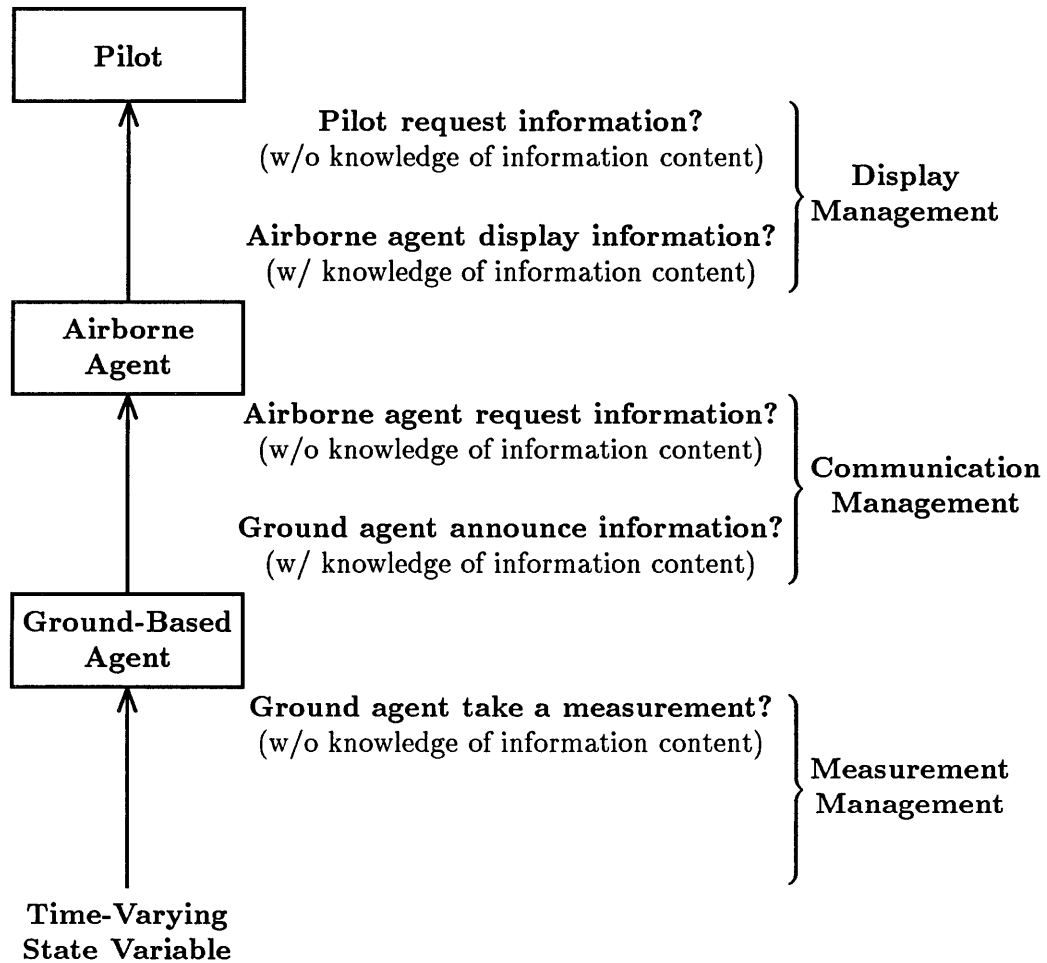 Pilot
Pilot request information?
(w/o knowledge of information content)
Airborne agent display information?
(w/ knowledge of information content)
Display
Management
Airborne
Agent
Airborne agent request information?
(w/o knowledge of information content)
Ground agent announce information?
(w/ knowledge of information content)
Communication
Management
Ground-Based
Agent
Ground agent take a measurement?
(w/o knowledge of information content)
Measurement
Management
Time-Varying
State Variable